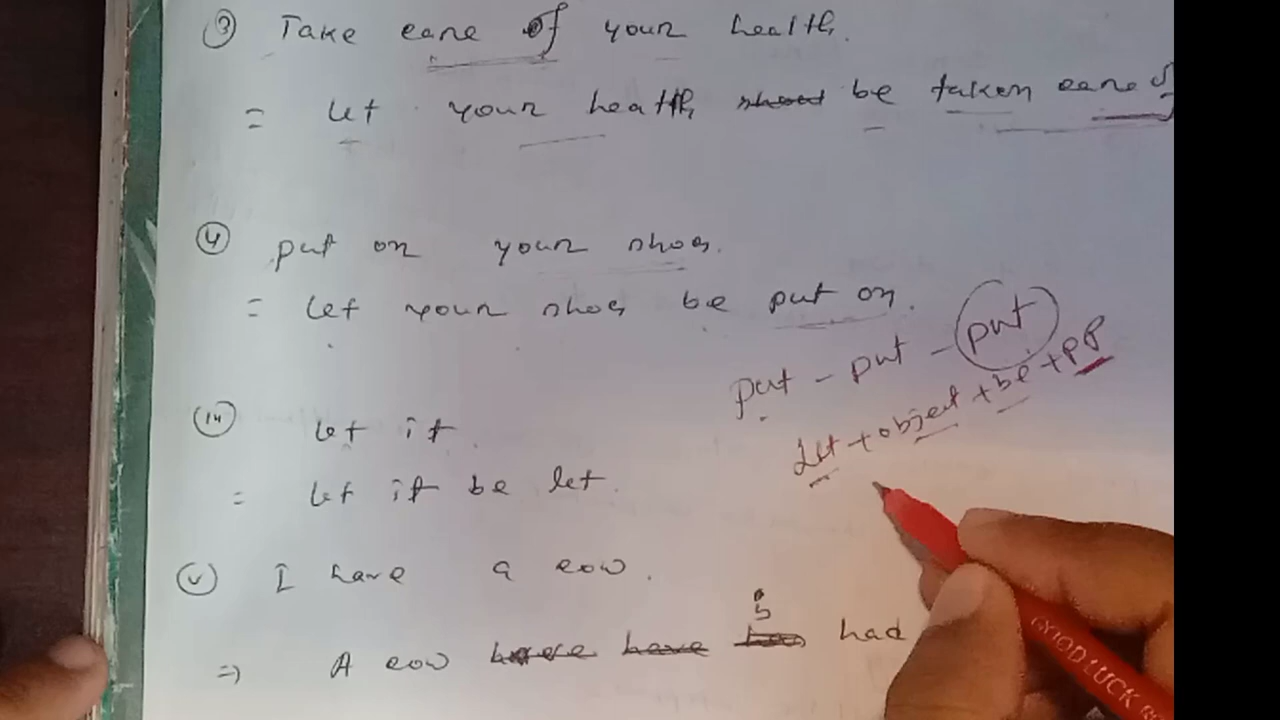 ③ Take care of your health.
= Let your health be taken care of
④ put on your shoes.
= Let your shoes be put on.
put - put - put
Let + object + be + PP
let it.
= Let it be let.
I have a cow.
⇒ A cow is had
GOODLUCK